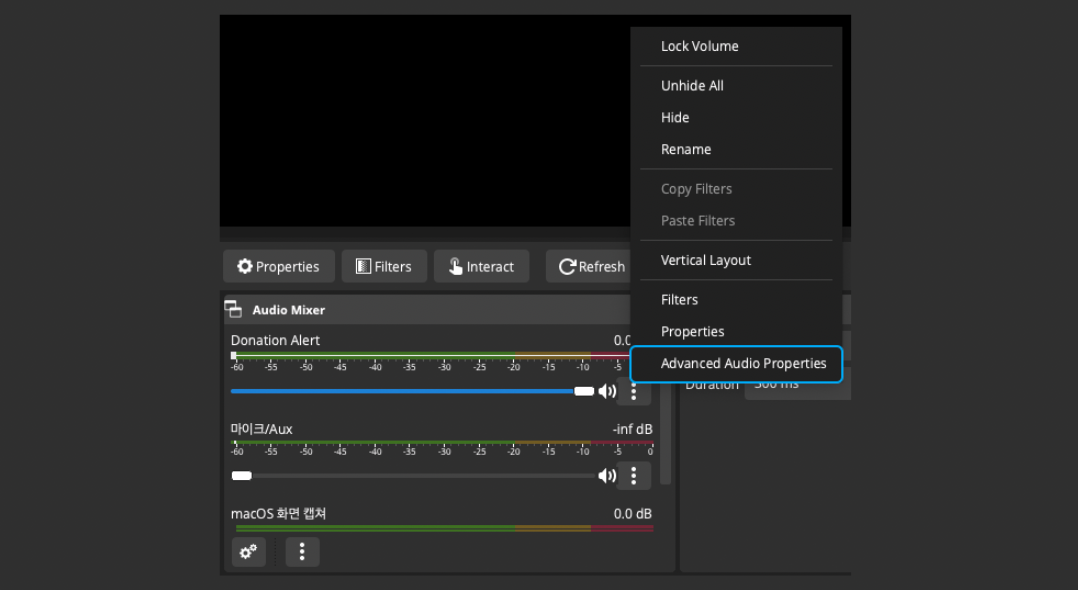 Lock Volume
Unhide All
Hide
Rename
Copy Filters
Paste Filters
Vertical Layout
Filters
Properties
Advanced Audio Properties
Properties
Filters
Interact
Refresh
Audio Mixer
Donation Alert
0.0
-60 -55 -50 -45 -40 -35 -30 -25 -20 -15 -10 -5
Duration 300 ms
마이크/Aux
-inf dB
-60 -55 -50 -45 -40 -35 -30 -25 -20 -15 -10 -5 0
macOS 화면 캡쳐
0.0 dB